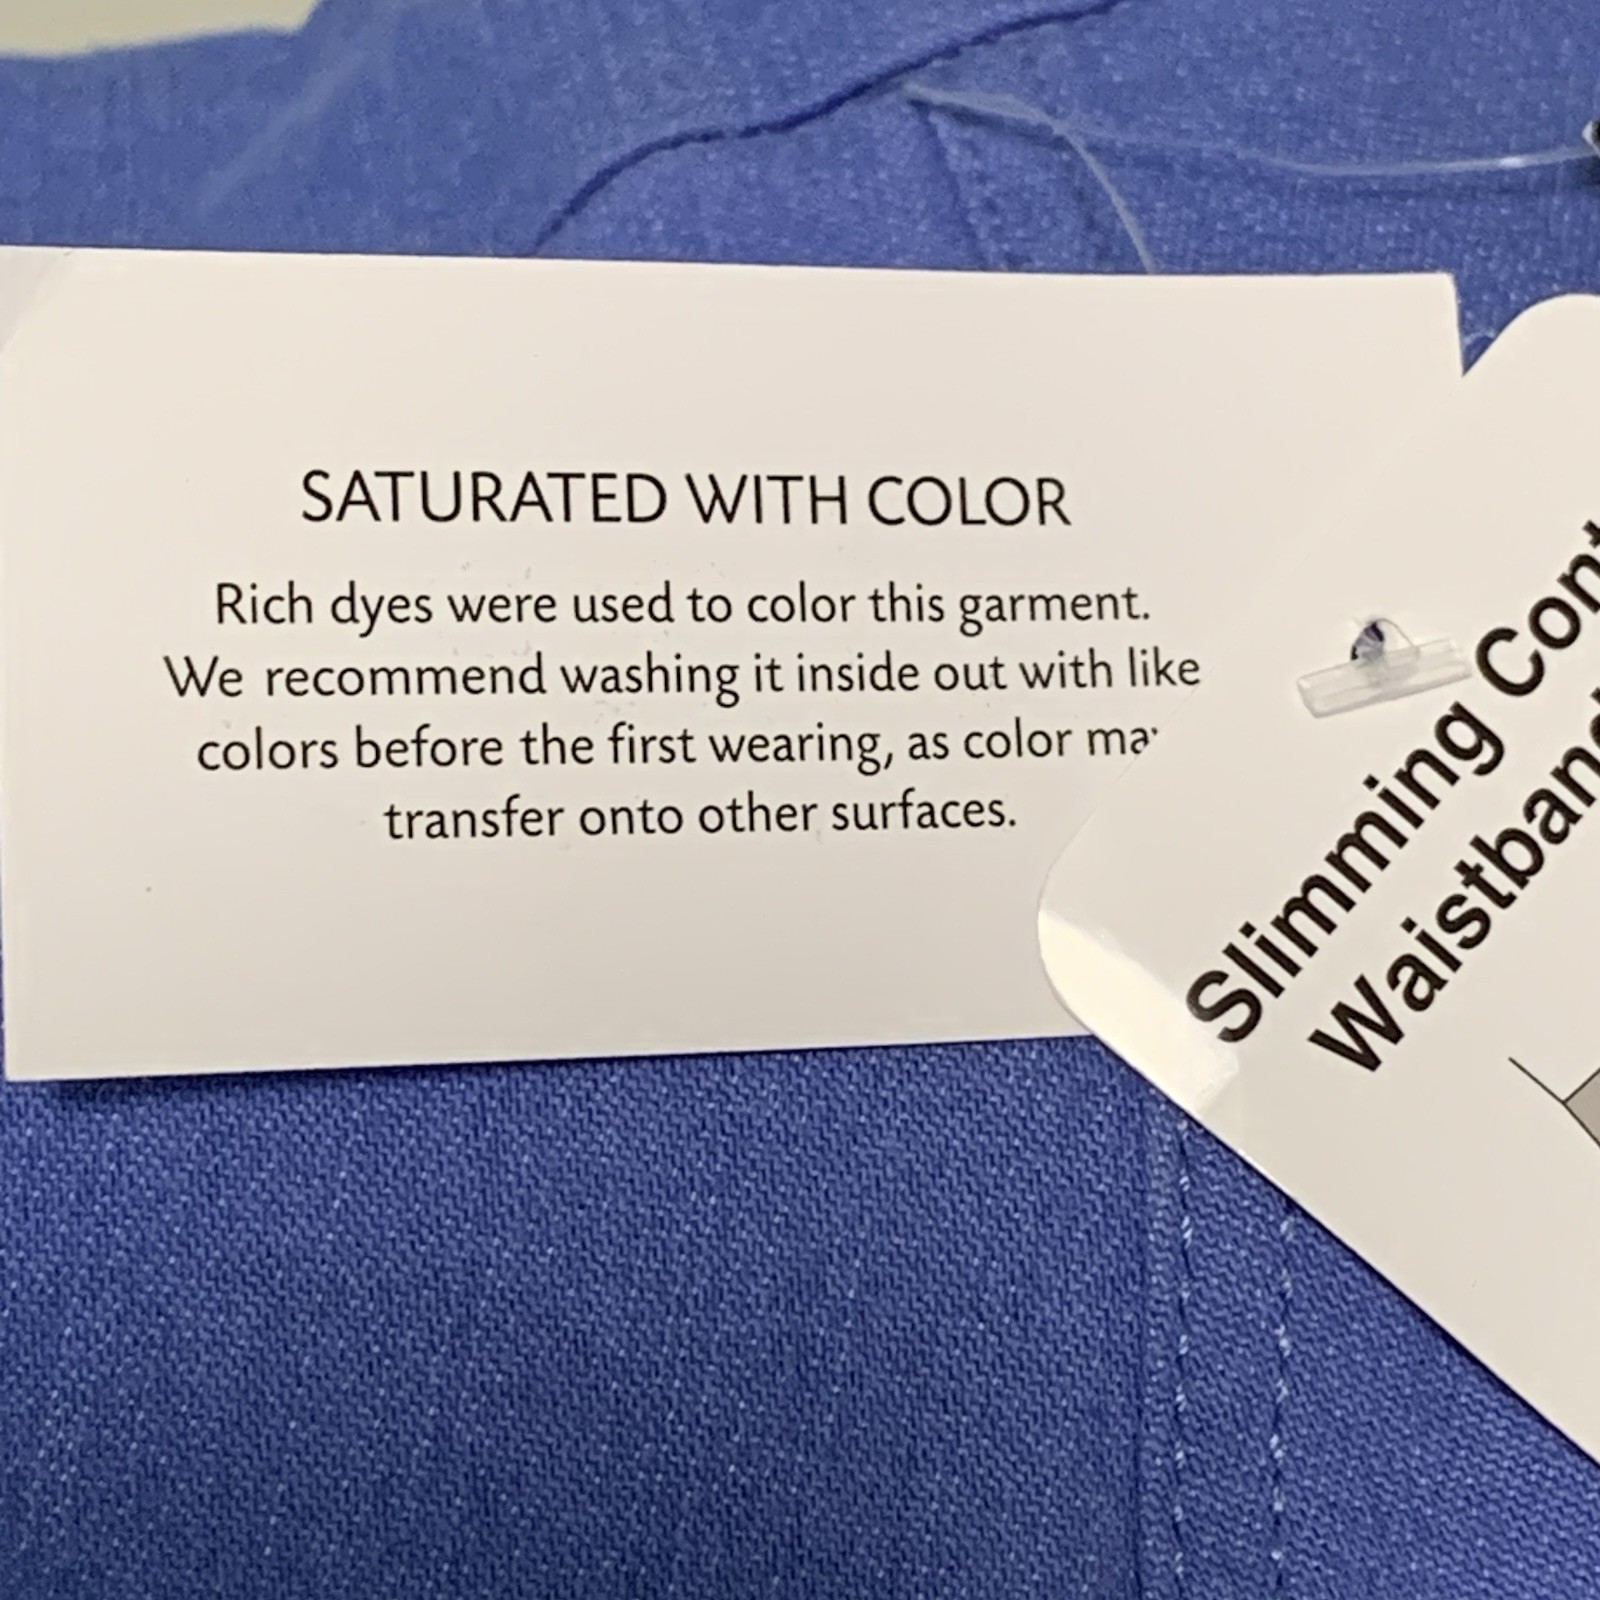 SATURATED WITH COLOR
Rich dyes were used to color this garment.
We recommend washing it inside out with like
colors before the first wearing, as color
transfer onto other surfaces.
Slimming